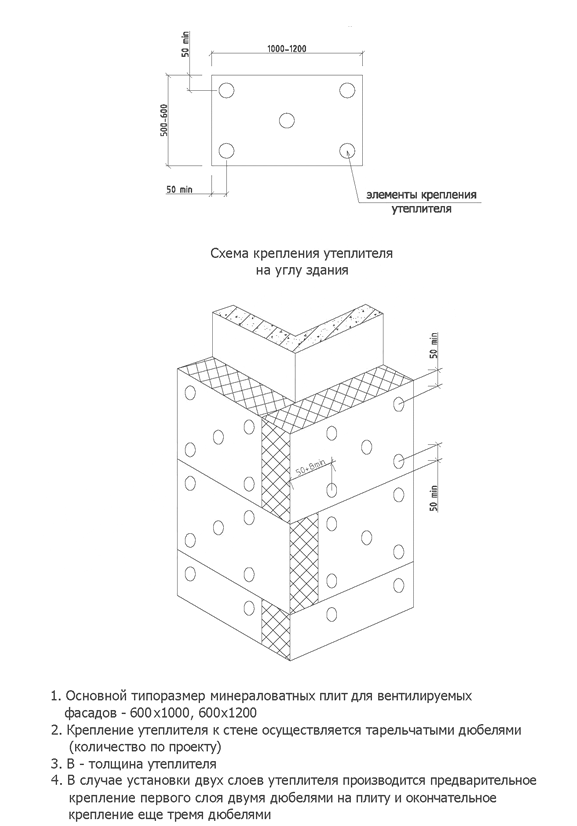 50 min
1000-1200
500-600
50 min
элементы крепления
утеплителя
Схема крепления утеплителя
на углу здания
50 min
50+Bmin
50 min
1. Основной типоразмер минераловатных плит для вентилируемых
фасадов - 600x1000, 600x1200
2. Крепление утеплителя к стене осуществляется тарельчатыми дюбелями
(количество по проекту)
3. В - толщина утеплителя
4. В случае установки двух слоев утеплителя производится предварительное
крепление первого слоя двумя дюбелями на плиту и окончательное
крепление еще тремя дюбелями